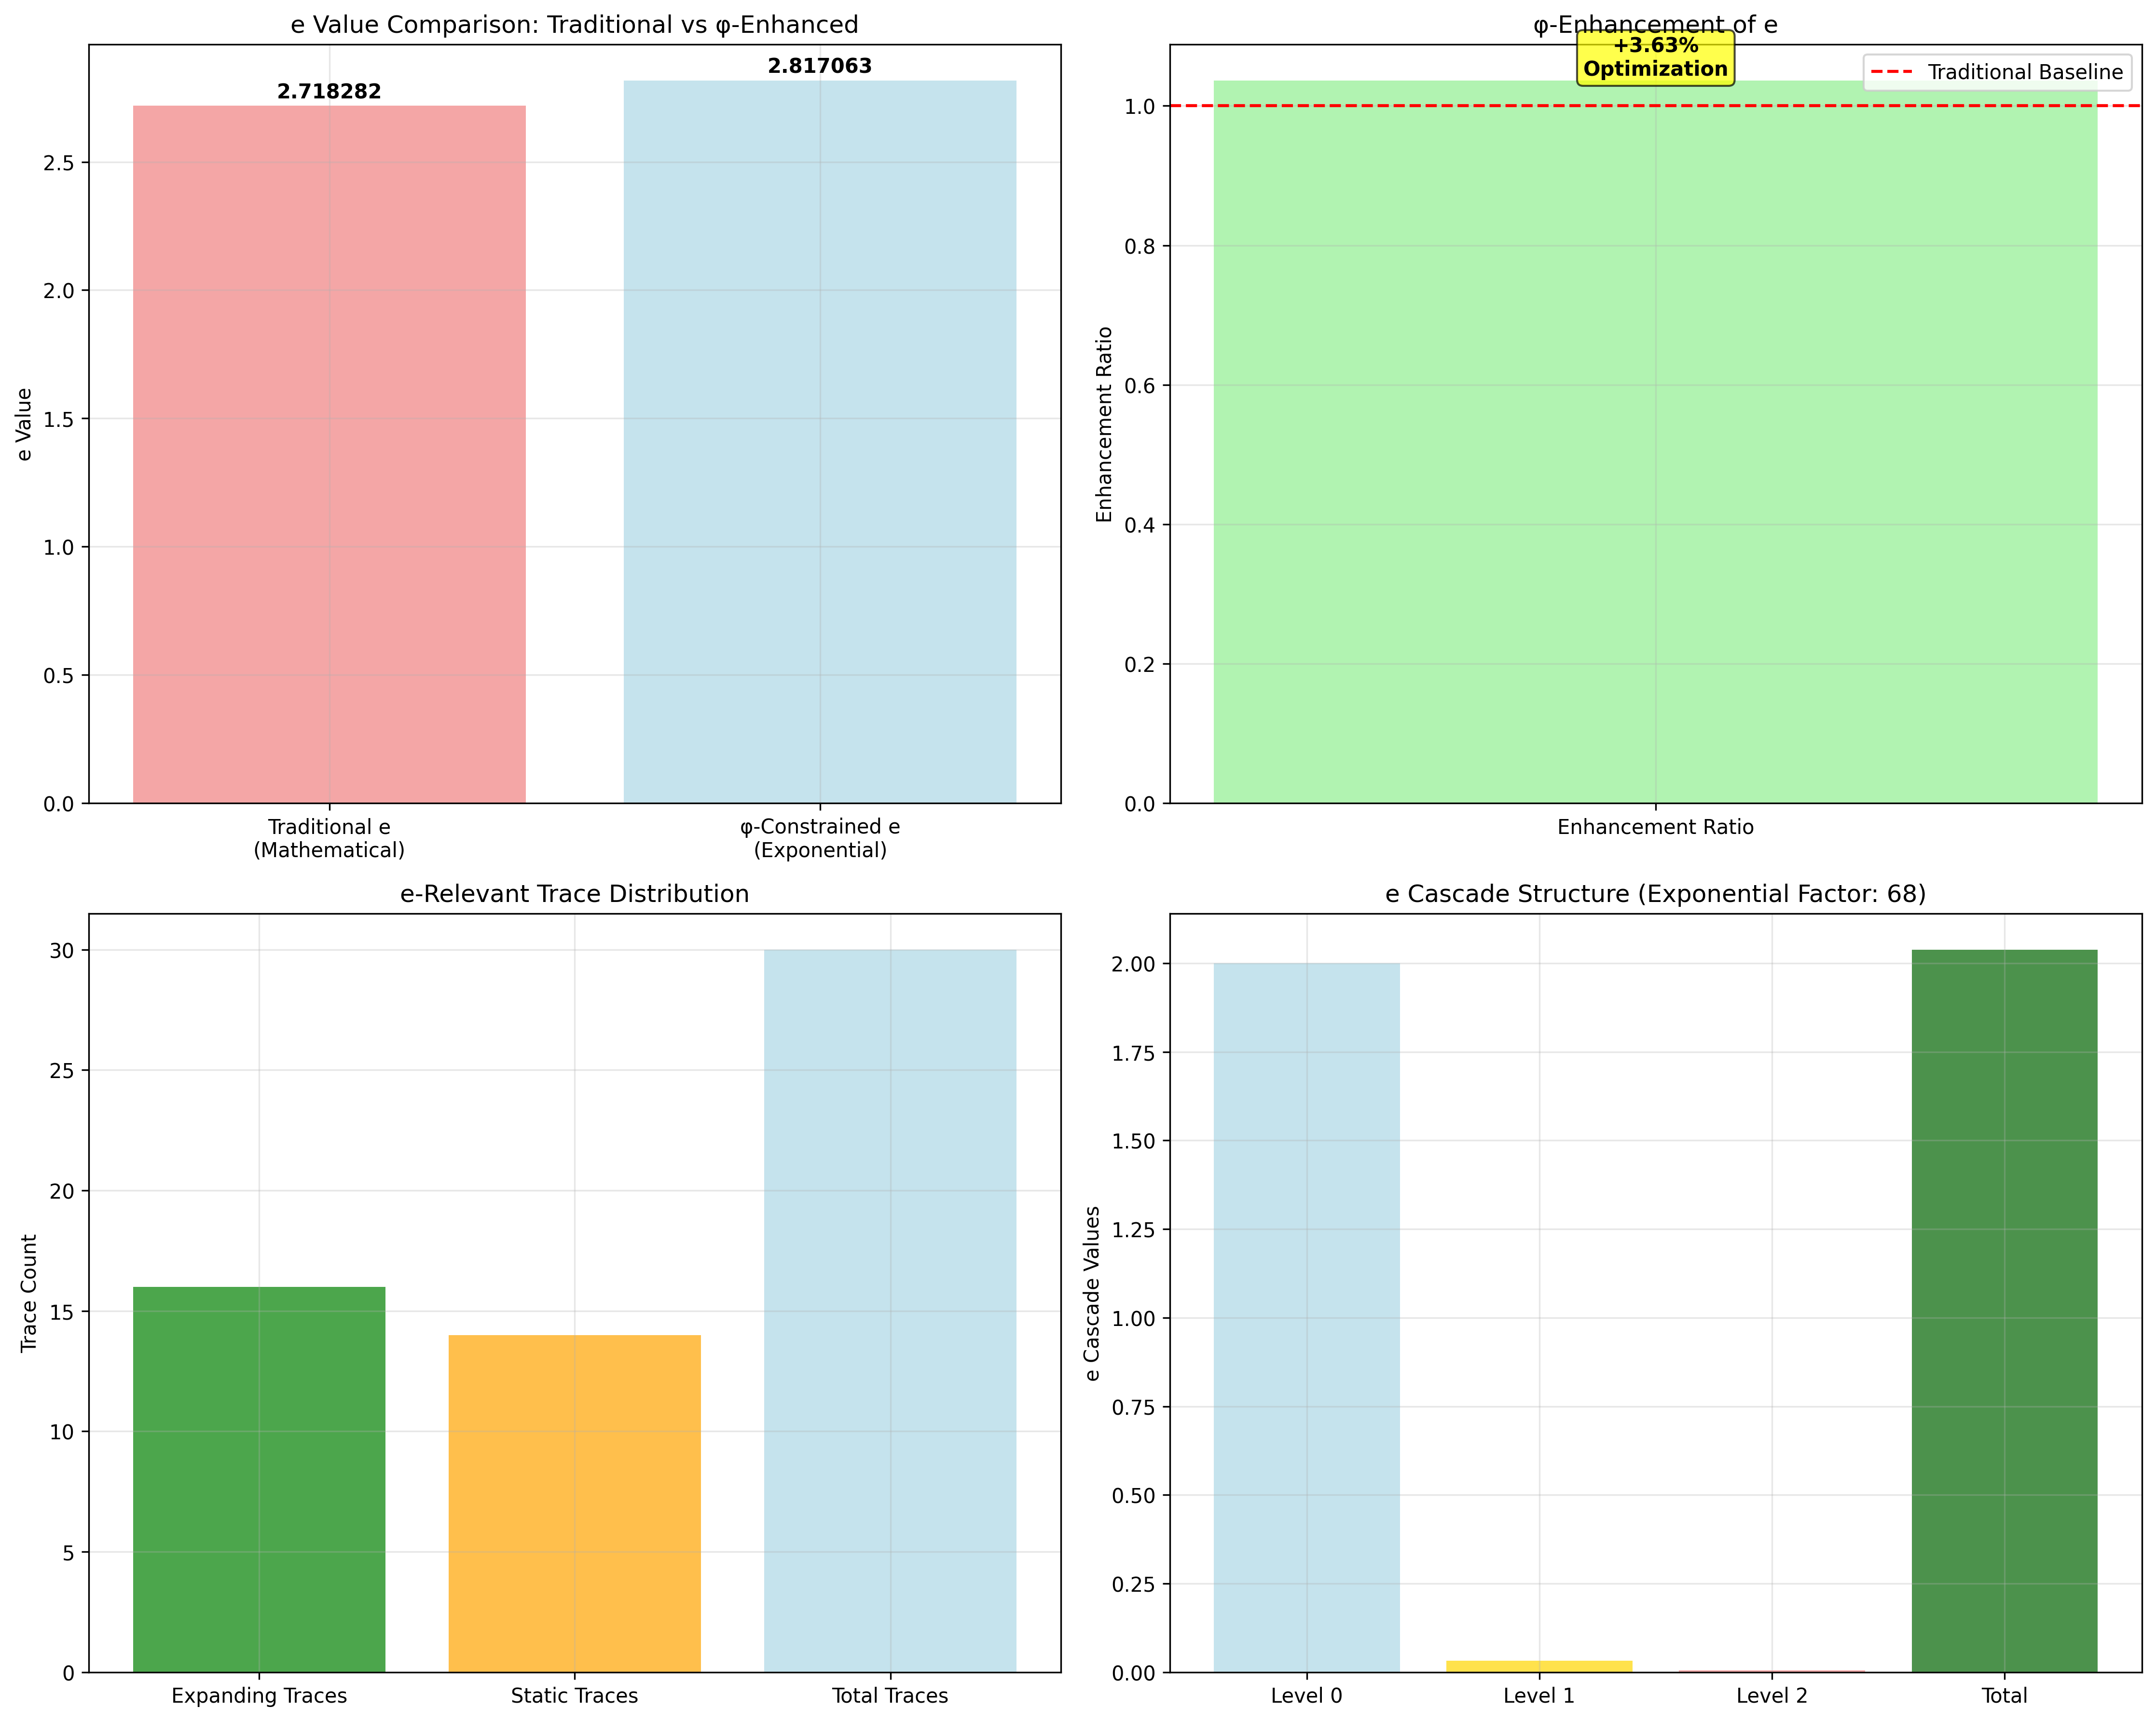 e Value Comparison: Traditional vs φ-Enhanced
2.718282
2.817063
e Value
2.5
2.0
1.5
1.0
0.5
0.0
Traditional e
(Mathematical)
φ-Constrained e
(Exponential)
φ-Enhancement of e
+3.63%
Optimization
Traditional Baseline
Enhancement Ratio
1.0
0.8
0.6
0.4
0.2
0.0
Enhancement Ratio
e-Relevant Trace Distribution
Trace Count
30
25
20
15
10
5
0
Expanding Traces
Static Traces
Total Traces
e Cascade Structure (Exponential Factor: 68)
e Cascade Values
2.00
1.75
1.50
1.25
1.00
0.75
0.50
0.25
0.00
Level 0
Level 1
Level 2
Total